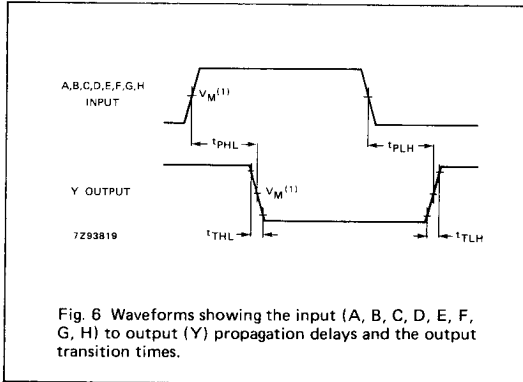 A,B,C,D,E,F,G,H
INPUT
VM(1)
tPHL
tPLH
Y OUTPUT
VM(1)
7Z93819
tTHL
tTLH
Fig. 6 Waveforms showing the input (A, B, C, D, E, F,
G, H) to output (Y) propagation delays and the output
transition times.